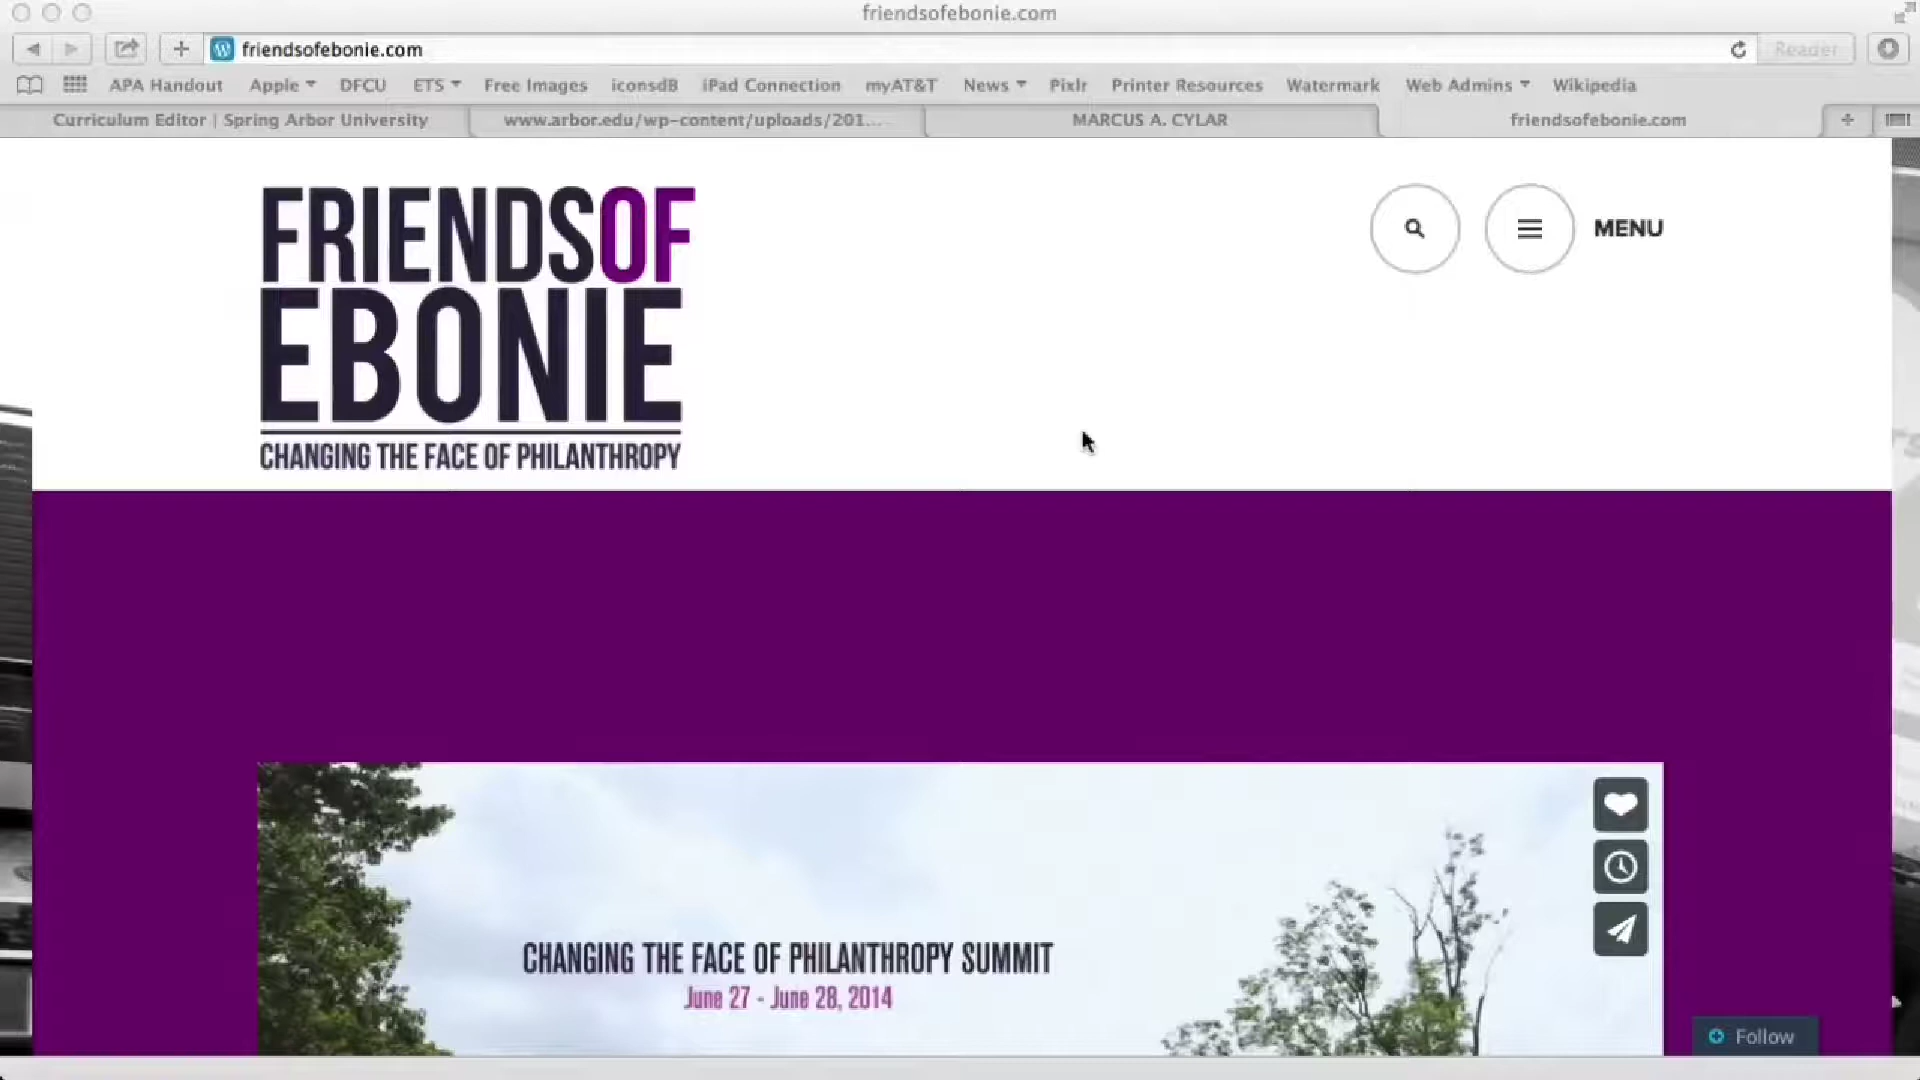 friendsofebonie.com
friendsofebonie.com
Reader
APA Handout Apple DFCU ETS Free Images iconsdB iPad Connection myAT&T News Pixlr Printer Resources Watermark Web Admins Wikipedia
Curriculum Editor | Spring Arbor University www.arbor.edu/wp-content/uploads/201... MARCUS A. CYLAR friendsofebonie.com
FRIENDSOF
EBONIE
CHANGING THE FACE OF PHILANTHROPY
MENU
CHANGING THE FACE OF PHILANTHROPY SUMMIT
June 27 - June 28, 2014
Follow